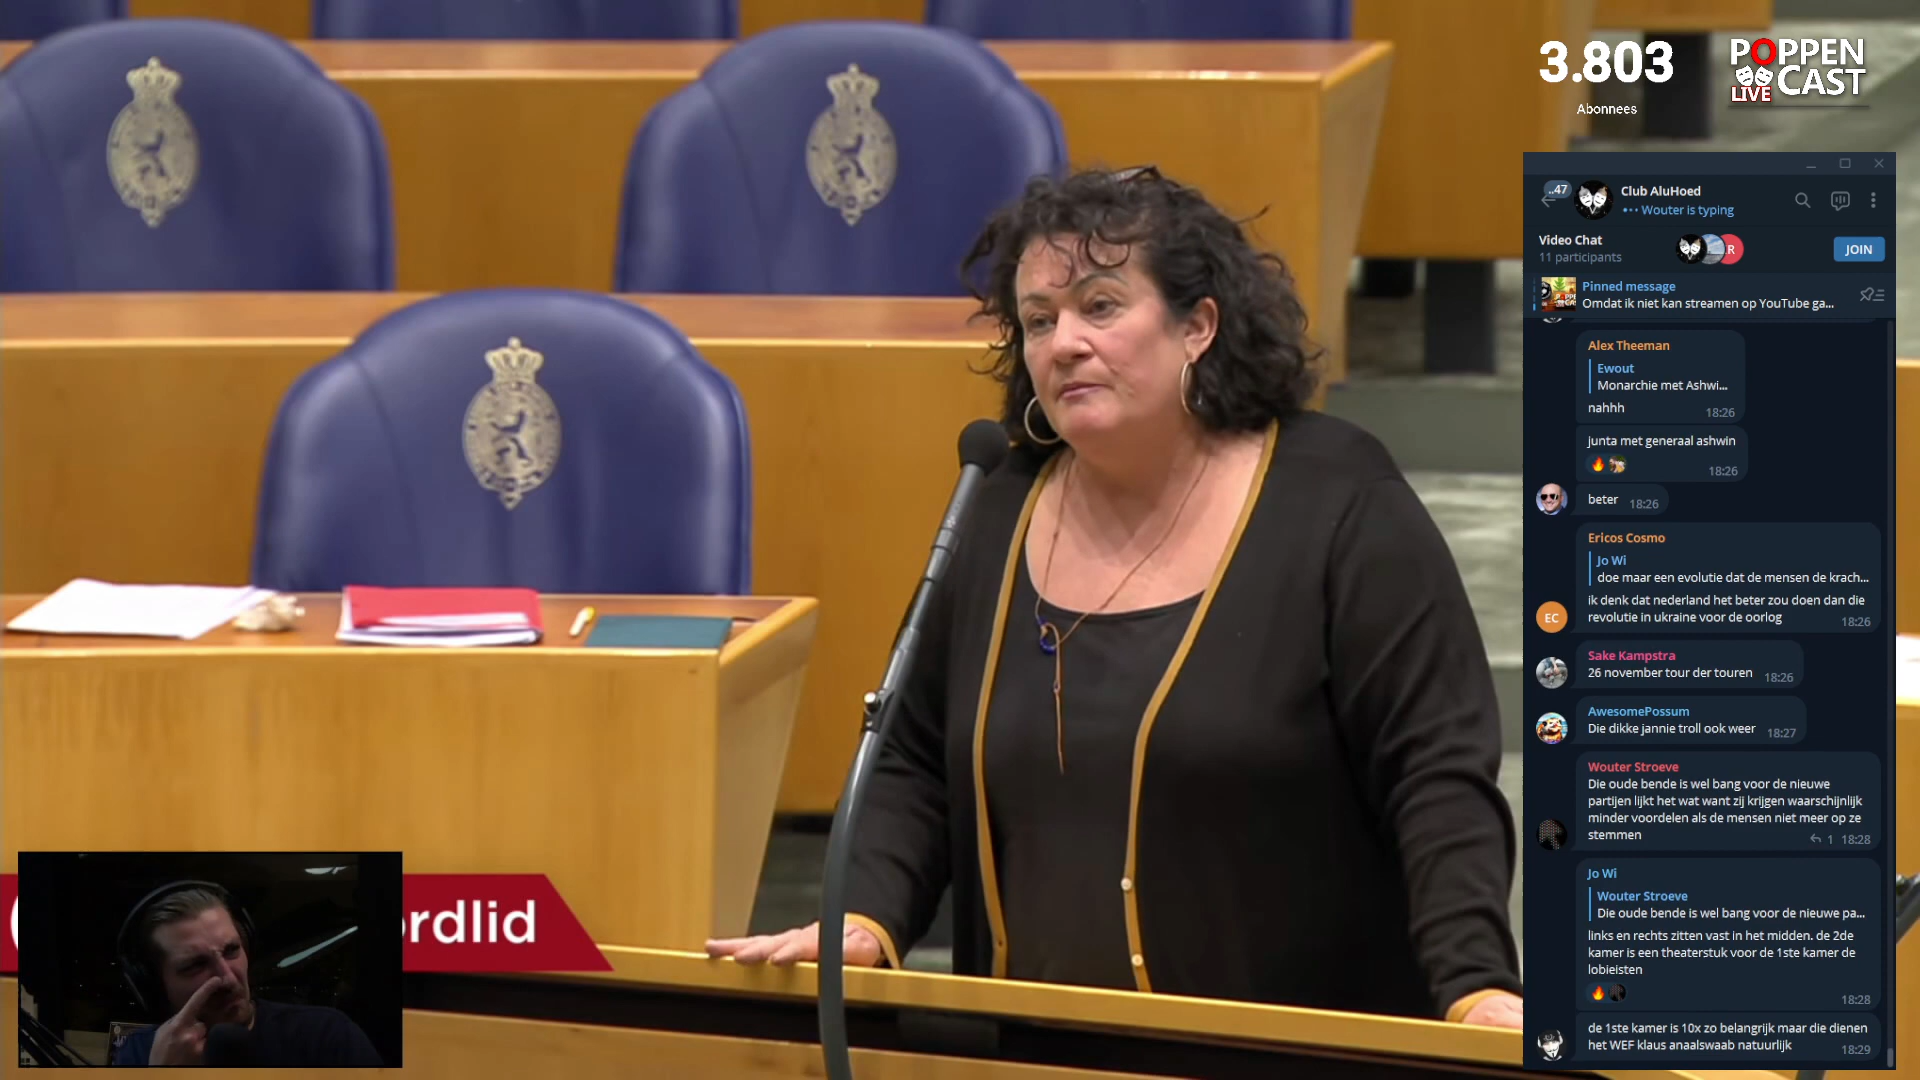 3.803
Abonnees
POPPEN
LIVE CAST
..47
Club AluHoed
Wouter is typing
Video Chat
11 participants
R
JOIN
Pinned message
Omdat ik niet kan streamen op YouTube ga...
Alex Theeman
Ewout
Monarchie met Ashwi...
nahhh
18:26
junta met generaal ashwin
18:26
beter 18:26
Ericos Cosmo
Jo Wi
doe maar een evolutie dat de mensen de krach...
ik denk dat nederland het beter zou doen dan die
revolutie in ukraine voor de oorlog
18:26
EC
Sake Kampstra
26 november tour der touren 18:26
AwesomePossum
Die dikke jannie troll ook weer 18:27
Wouter Stroeve
Die oude bende is wel bang voor de nieuwe
partijen lijkt het wat want zij krijgen waarschijnlijk
minder voordelen als de mensen niet meer op ze
stemmen
1 18:28
Jo Wi
Wouter Stroeve
Die oude bende is wel bang voor de nieuwe pa...
links en rechts zitten vast in het midden. de 2de
kamer is een theaterstuk voor de 1ste kamer de
lobieisten
18:28
de 1ste kamer is 10x zo belangrijk maar die dienen
het WEF klaus anaalswaab natuurlijk
18:29
ordlid